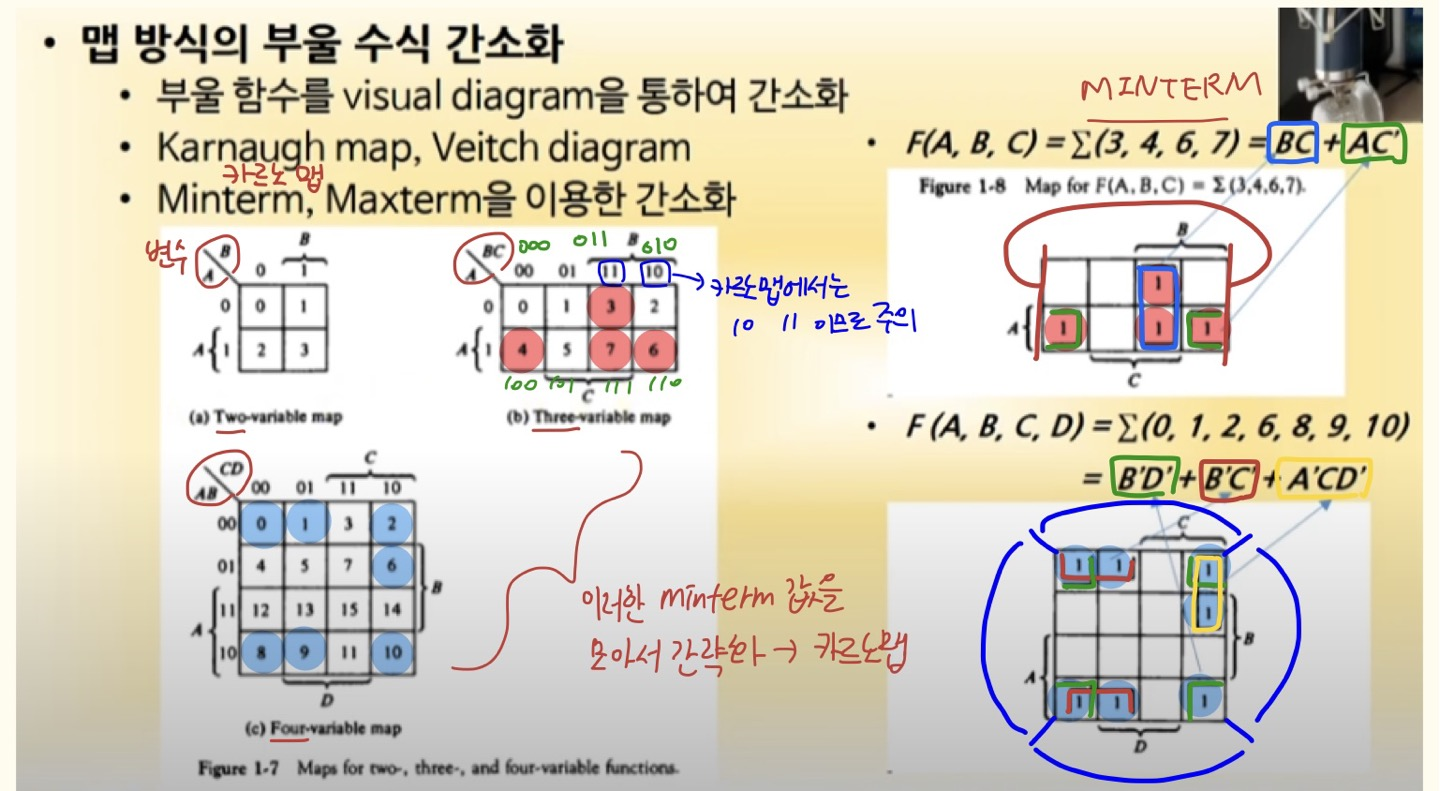 • 맵 방식의 부울 수식 간소화
• 부울 함수를 visual diagram을 통하여 간소화
• Karnaugh map, Veitch diagram
카르노 맵
• Minterm, Maxterm을 이용한 간소화
변수
B
A
B
0 1
0 0 1
A 1 2 3
(a) Two-variable map
BC
A
000 011 B 010
00 01 11 10
0 0 1 3 2
A 1 4 5 7 6
100 101 111 110
C
(b) Three-variable map
→ 카르노맵에서는
10 11 이므로 주의
CD
AB
C
00 01 11 10
00 0 1 3 2
01 4 5 7 6
B
11 12 13 15 14
A
10 8 9 11 10
D
(c) Four-variable map
Figure 1-7 Maps for two-, three-, and four-variable functions.
이러한 minterm 값을
모아서 간략화 → 카르노맵
MINTERM
• F(A, B, C) = ∑(3, 4, 6, 7) = BC + AC'
Figure 1-8 Map for F(A, B, C) = Σ(3,4,6,7).
B
1
A 1 1 1
C
• F (A, B, C, D) = ∑(0, 1, 2, 6, 8, 9, 10)
= B'D' + B'C' + A'CD'
C
1 1 1
1
B
A
1 1 1
D